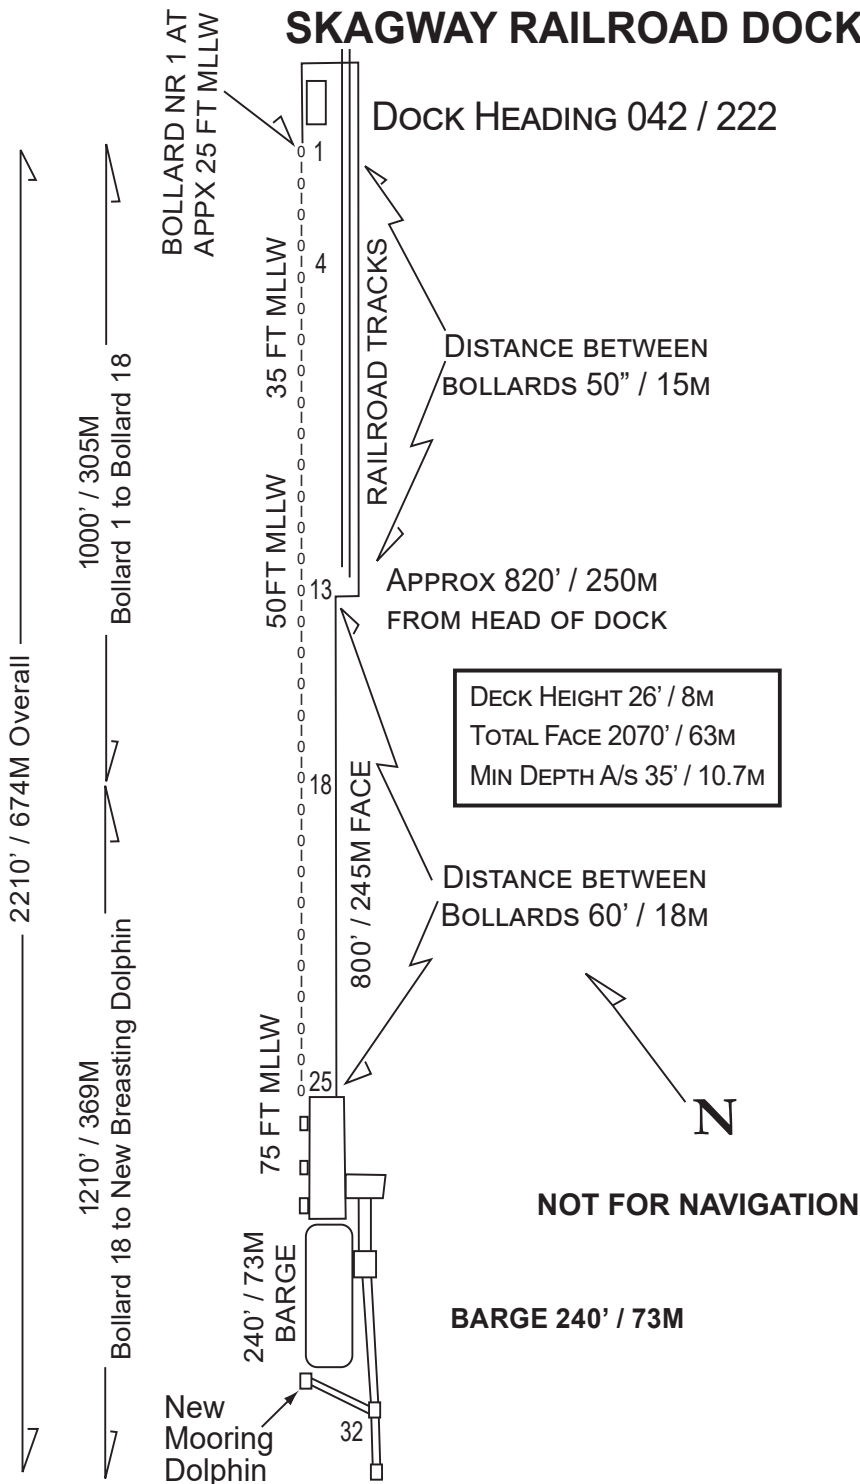 SKAGWAY RAILROAD DOCK
BOLLARD NR 1 AT
APPX 25 FT MLLW
DOCK HEADING 042 / 222
1
4
35 FT MLLW
RAILROAD TRACKS
DISTANCE BETWEEN
BOLLARDS 50” / 15M
1000’ / 305M
Bollard 1 to Bollard 18
50FT MLLW
13
APPROX 820’ / 250M
FROM HEAD OF DOCK
2210’ / 674M Overall
DECK HEIGHT 26’ / 8M
TOTAL FACE 2070’ / 63M
MIN DEPTH A/S 35’ / 10.7M
18
800’ / 245M FACE
DISTANCE BETWEEN
BOLLARDS 60’ / 18M
1210’ / 369M
Bollard 18 to New Breasting Dolphin
75 FT MLLW
25
N
NOT FOR NAVIGATION
240’ / 73M
BARGE
BARGE 240’ / 73M
New
Mooring
Dolphin
32